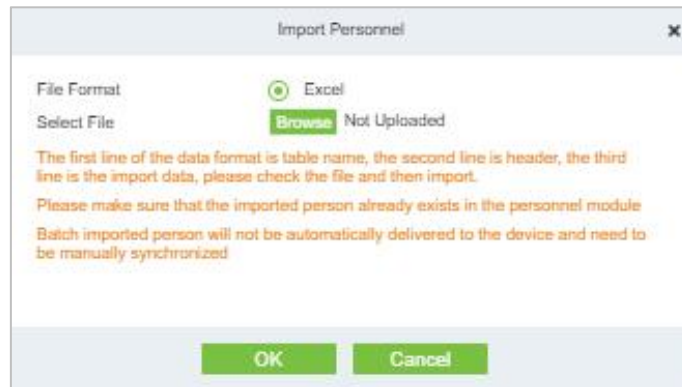 Import Personnel
File Format Excel
Select File Browse Not Uploaded
The first line of the data format is table name, the second line is header, the third
line is the import data, please check the file and then import.
Please make sure that the imported person already exists in the personnel module
Batch imported person will not be automatically delivered to the device and need to
be manually synchronized
OK Cancel